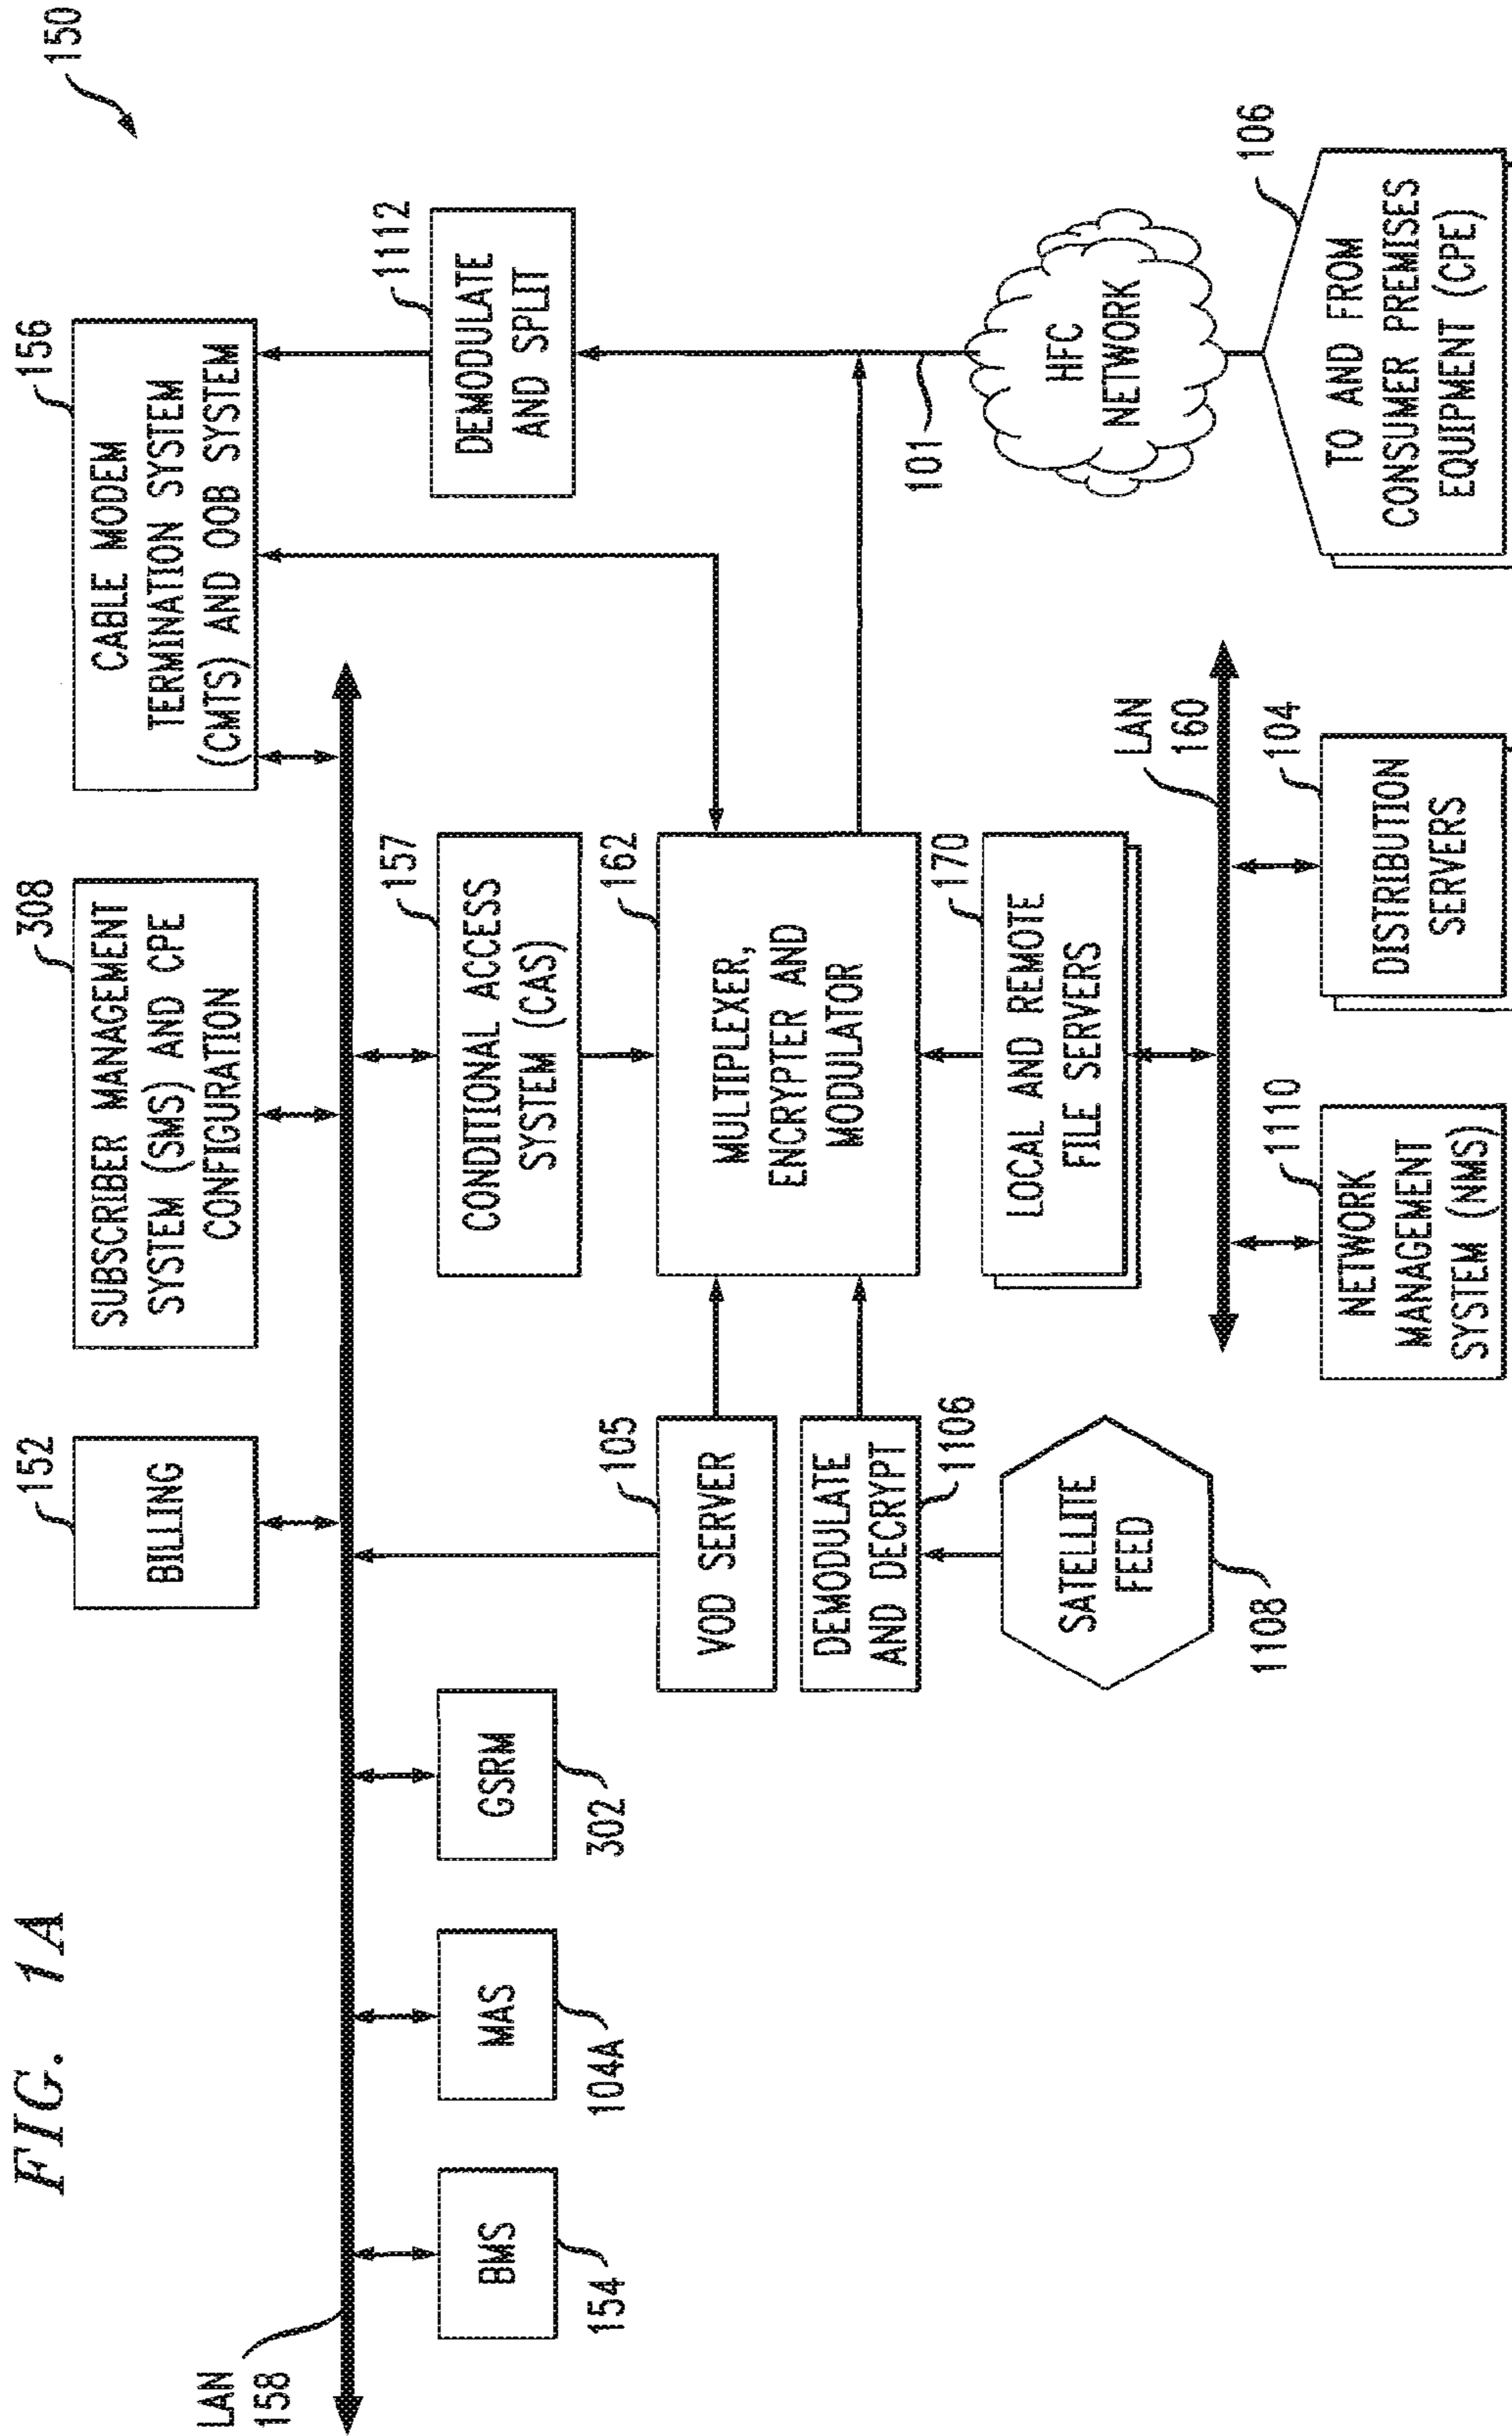 FIG. 1A
150
LAN
158
152
BILLING
308
SUBSCRIBER MANAGEMENT
SYSTEM (SMS) AND CPE
CONFIGURATION
156
CABLE MODEM
TERMINATION SYSTEM
(CMTS) AND OOB SYSTEM
BMS
154
MAS
104A
GSRM
302
157
CONDITIONAL ACCESS
SYSTEM (CAS)
1112
DEMODULATE
AND SPLIT
105
VOD SERVER
162
MULTIPLEXER,
ENCRYPTER AND
MODULATOR
DEMODULATE
AND DECRYPT
1106
SATELLITE
FEED
1108
170
LOCAL AND REMOTE
FILE SERVERS
101
HFC
NETWORK
LAN
160
1110
NETWORK
MANAGEMENT
SYSTEM (NMS)
104
DISTRIBUTION
SERVERS
106
TO AND FROM
CONSUMER PREMISES
EQUIPMENT (CPE)